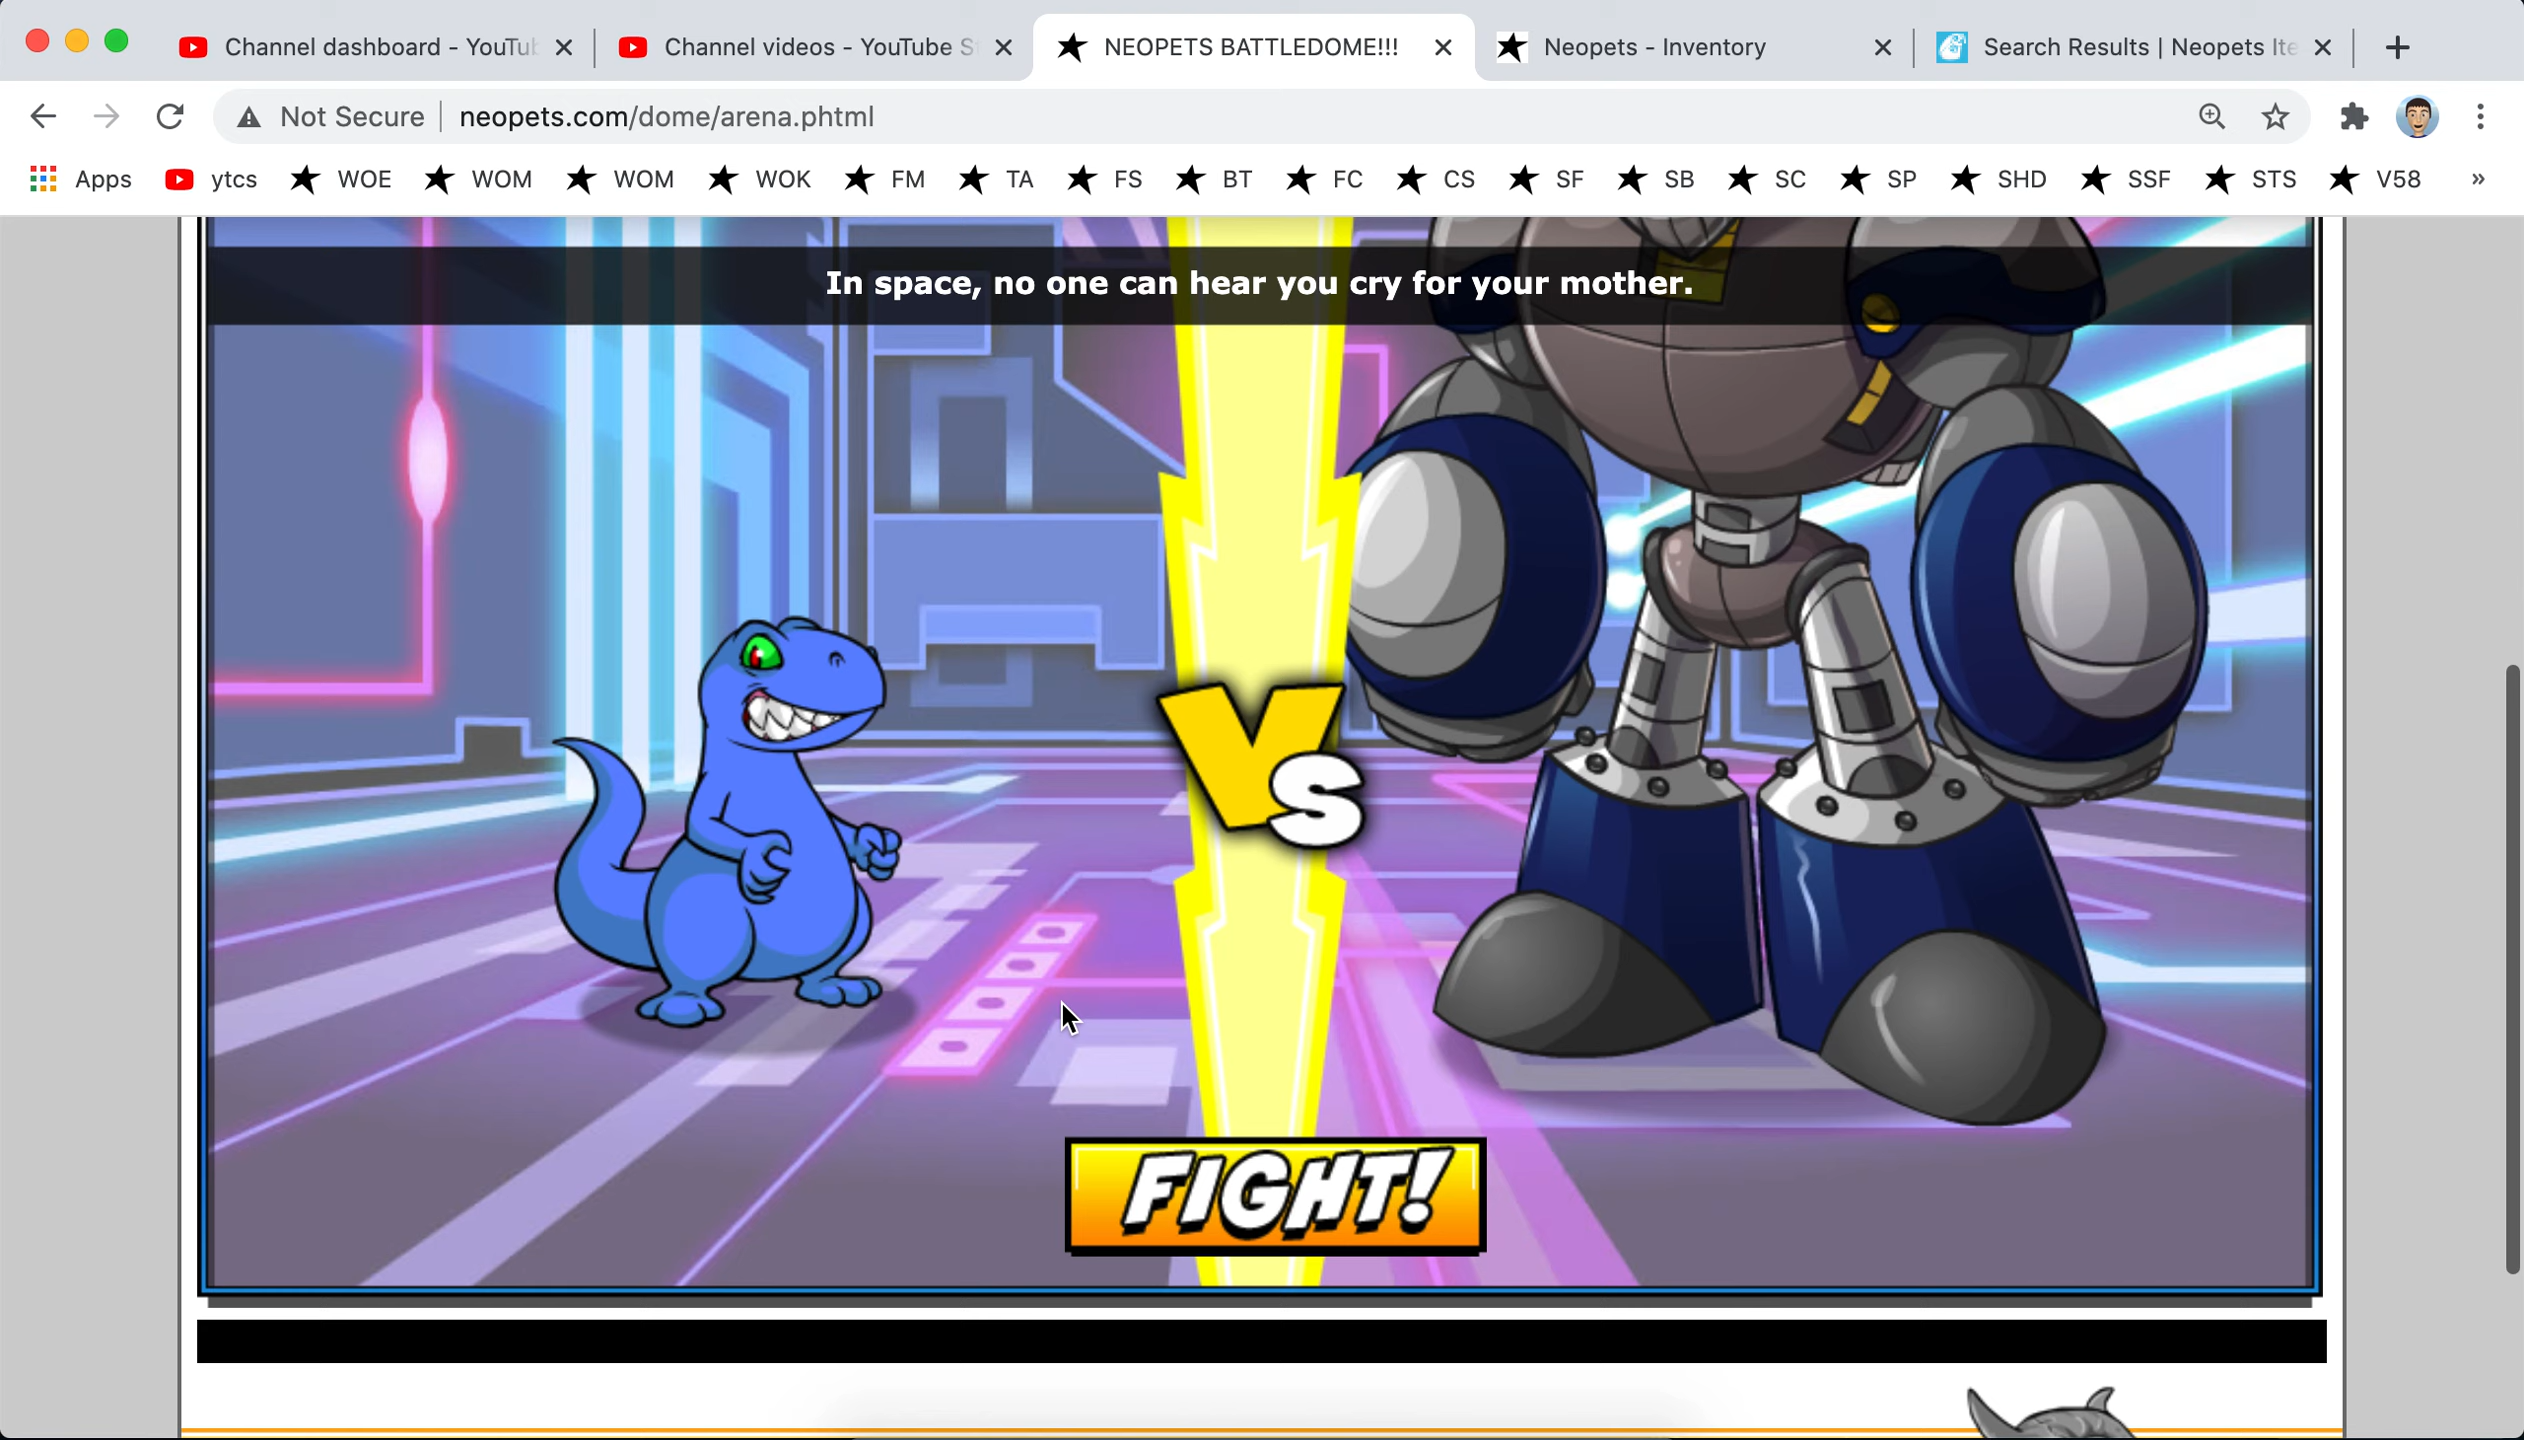 Channel dashboard - YouTub
Channel videos - YouTube S
NEOPETS BATTLEDOME!!!
Neopets - Inventory
Search Results | Neopets Ite
Not Secure
neopets.com/dome/arena.phtml
Apps
ytcs
WOE
WOM
WOM
WOK
FM
TA
FS
BT
FC
CS
SF
SB
SC
SP
SHD
SSF
STS
V58
»
In space, no one can hear you cry for your mother.
VS
FIGHT!